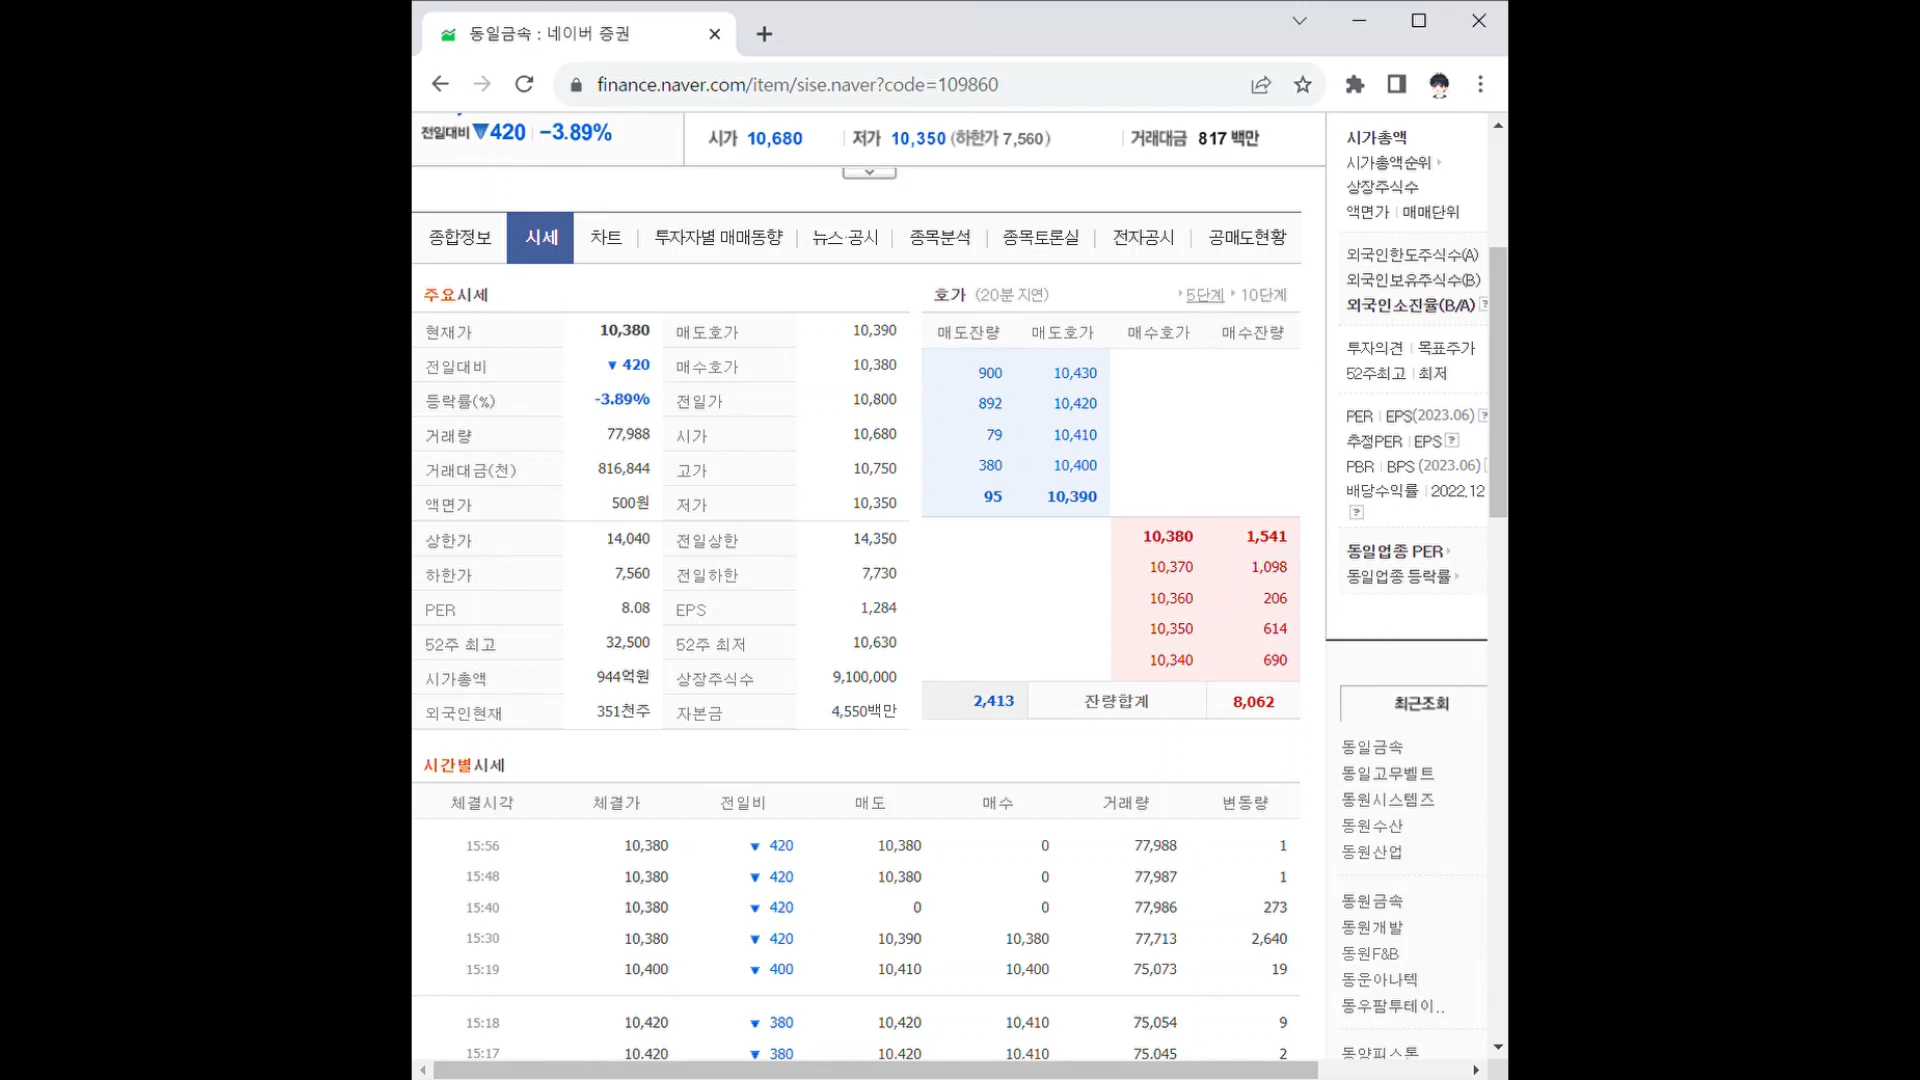 동일금속 : 네이버 증권
finance.naver.com/item/sise.naver?code=109860
전일대비 ▼420 -3.89%
시가 10,680 저가 10,350 (하한가 7,560) 거래대금 817 백만
종합정보 시세 차트 투자자별 매매동향 뉴스·공시 종목분석 종목토론실 전자공시 공매도현황
주요시세
현재가 10,380 매도호가 10,390
전일대비 ▼ 420 매수호가 10,380
등락률(%) -3.89% 전일가 10,800
거래량 77,988 시가 10,680
거래대금(천) 816,844 고가 10,750
액면가 500원 저가 10,350
상한가 14,040 전일상한 14,350
하한가 7,560 전일하한 7,730
PER 8.08 EPS 1,284
52주 최고 32,500 52주 최저 10,630
시가총액 944억원 상장주식수 9,100,000
외국인현재 351천주 자본금 4,550백만
호가 (20분 지연) 5단계 10단계
매도잔량 매도호가 매수호가 매수잔량
900 10,430
892 10,420
79 10,410
380 10,400
95 10,390
10,380 1,541
10,370 1,098
10,360 206
10,350 614
10,340 690
2,413 잔량합계 8,062
시간별시세
체결시각 체결가 전일비 매도 매수 거래량 변동량
15:56 10,380 ▼ 420 10,380 0 77,988 1
15:48 10,380 ▼ 420 10,380 0 77,987 1
15:40 10,380 ▼ 420 0 0 77,986 273
15:30 10,380 ▼ 420 10,390 10,380 77,713 2,640
15:19 10,400 ▼ 400 10,410 10,400 75,073 19
15:18 10,420 ▼ 380 10,420 10,410 75,054 9
15:17 10,420 ▼ 380 10,420 10,410 75,045 2
시가총액
시가총액순위
상장주식수
액면가 | 매매단위
외국인한도주식수(A)
외국인보유주식수(B)
외국인소진율(B/A) ?
투자의견 | 목표주가
52주최고 | 최저
PER | EPS(2023.06) ?
추정PER | EPS ?
PBR | BPS (2023.06)
배당수익률 | 2022.12
?
동일업종 PER
동일업종 등락률
최근조회
동일금속
동일고무벨트
동원시스템즈
동원수산
동원산업
동원금속
동원개발
동원F&B
동운아나텍
동우팜투테이..
동양피스톤